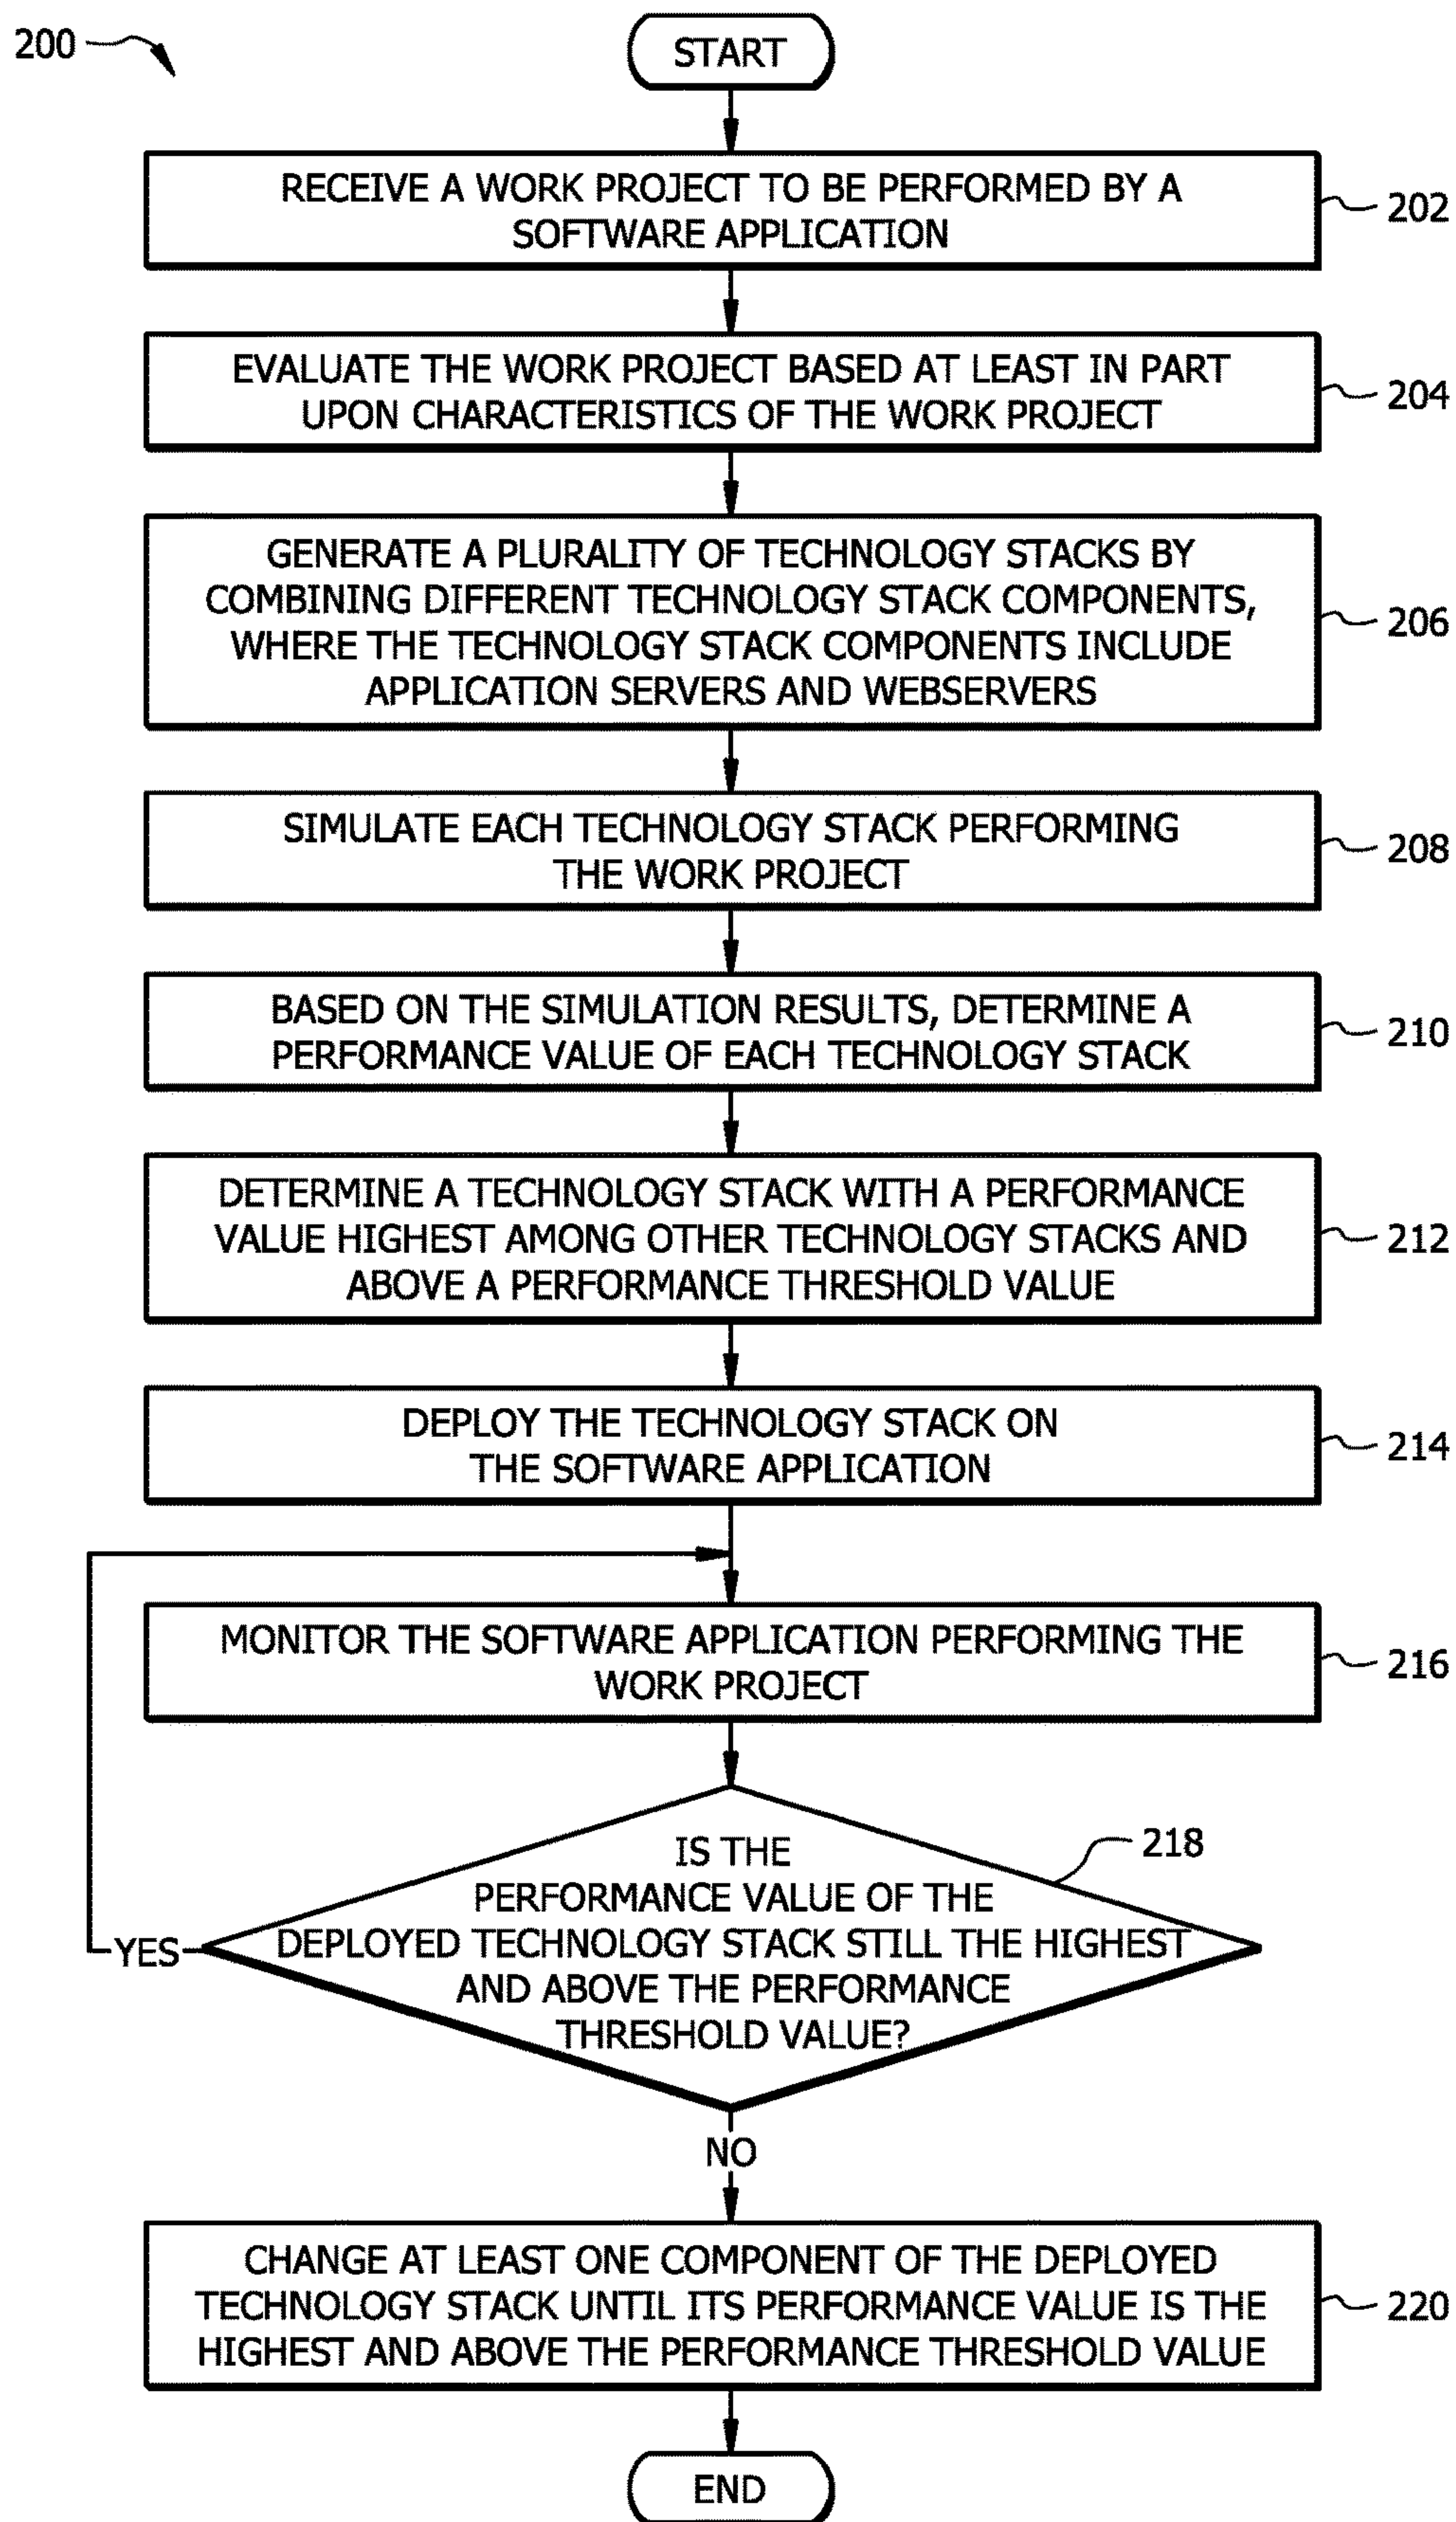 200
START
RECEIVE A WORK PROJECT TO BE PERFORMED BY A
SOFTWARE APPLICATION
202
EVALUATE THE WORK PROJECT BASED AT LEAST IN PART
UPON CHARACTERISTICS OF THE WORK PROJECT
204
GENERATE A PLURALITY OF TECHNOLOGY STACKS BY
COMBINING DIFFERENT TECHNOLOGY STACK COMPONENTS,
WHERE THE TECHNOLOGY STACK COMPONENTS INCLUDE
APPLICATION SERVERS AND WEBSERVERS
206
SIMULATE EACH TECHNOLOGY STACK PERFORMING
THE WORK PROJECT
208
BASED ON THE SIMULATION RESULTS, DETERMINE A
PERFORMANCE VALUE OF EACH TECHNOLOGY STACK
210
DETERMINE A TECHNOLOGY STACK WITH A PERFORMANCE
VALUE HIGHEST AMONG OTHER TECHNOLOGY STACKS AND
ABOVE A PERFORMANCE THRESHOLD VALUE
212
DEPLOY THE TECHNOLOGY STACK ON
THE SOFTWARE APPLICATION
214
MONITOR THE SOFTWARE APPLICATION PERFORMING THE
WORK PROJECT
216
IS THE
PERFORMANCE VALUE OF THE
DEPLOYED TECHNOLOGY STACK STILL THE HIGHEST
AND ABOVE THE PERFORMANCE
THRESHOLD VALUE?
218
YES
NO
CHANGE AT LEAST ONE COMPONENT OF THE DEPLOYED
TECHNOLOGY STACK UNTIL ITS PERFORMANCE VALUE IS THE
HIGHEST AND ABOVE THE PERFORMANCE THRESHOLD VALUE
220
END